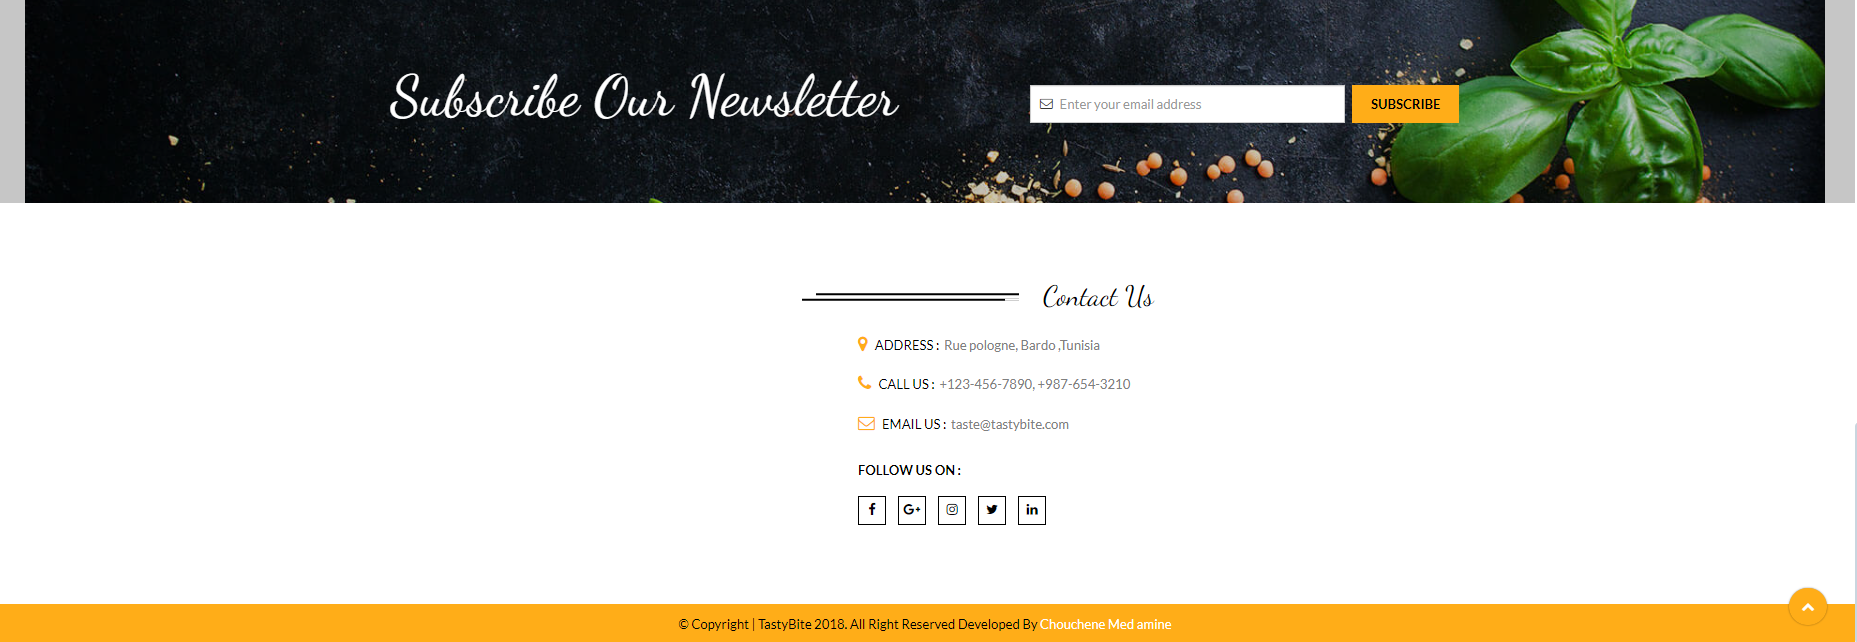 Subscribe Our Newsletter
Enter your email address
SUBSCRIBE
Contact Us
ADDRESS : Rue pologne, Bardo ,Tunisia
CALL US : +123-456-7890, +987-654-3210
EMAIL US : taste@tastybite.com
FOLLOW US ON :
© Copyright | TastyBite 2018. All Right Reserved Developed By Chouchene Med amine